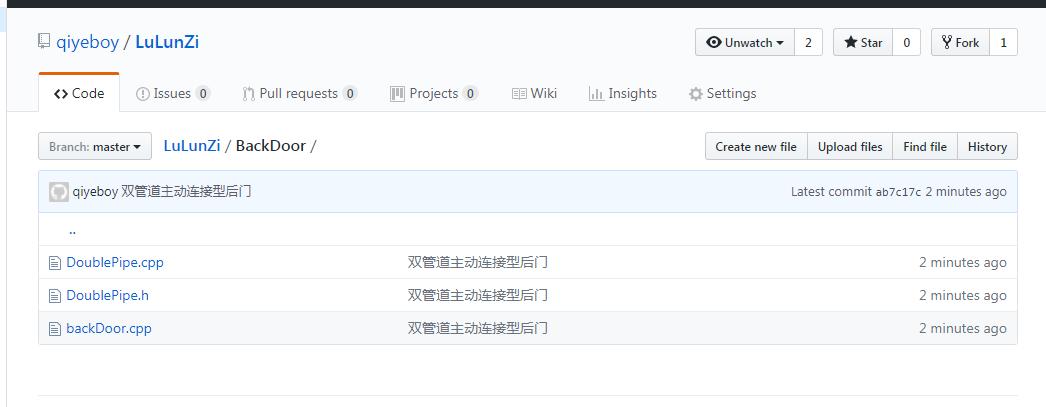 qiyeboy / LuLunZi
Unwatch 2 Star 0 Fork 1
Code Issues 0 Pull requests 0 Projects 0 Wiki Insights Settings
Branch: master LuLunZi / BackDoor / Create new file Upload files Find file History
qiyeboy 双管道主动连接型后门 Latest commit ab7c17c 2 minutes ago
..
DoublePipe.cpp 双管道主动连接型后门 2 minutes ago
DoublePipe.h 双管道主动连接型后门 2 minutes ago
backDoor.cpp 双管道主动连接型后门 2 minutes ago